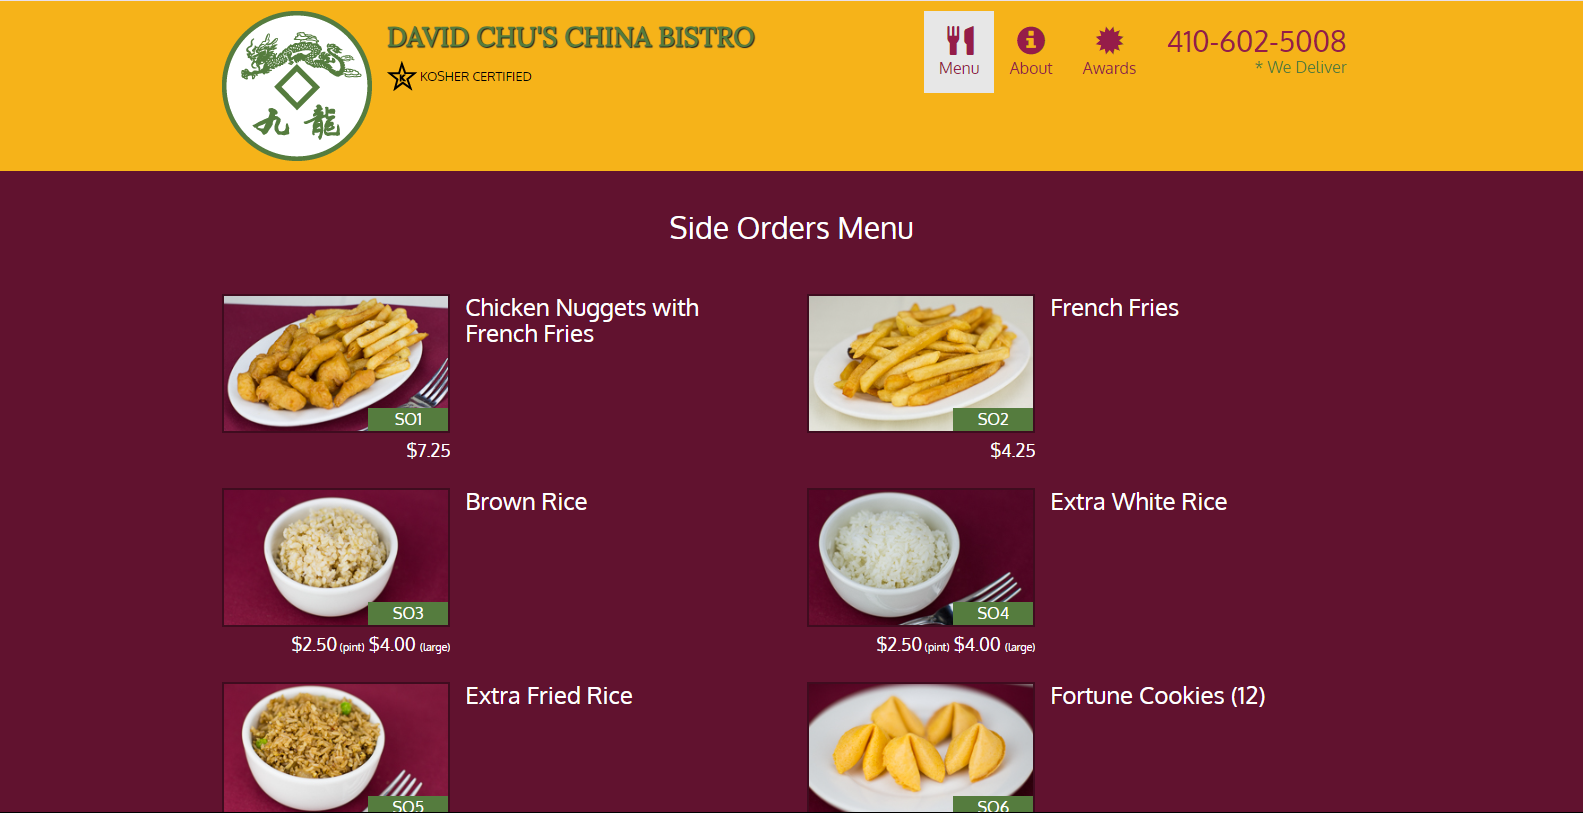 DAVID CHU'S CHINA BISTRO
K KOSHER CERTIFIED
九龍
Menu
About
Awards
410-602-5008
* We Deliver
Side Orders Menu
Chicken Nuggets with
French Fries
SO1
$7.25
French Fries
SO2
$4.25
Brown Rice
SO3
$2.50 (pint) $4.00 (large)
Extra White Rice
SO4
$2.50 (pint) $4.00 (large)
Extra Fried Rice
SO5
Fortune Cookies (12)
SO6